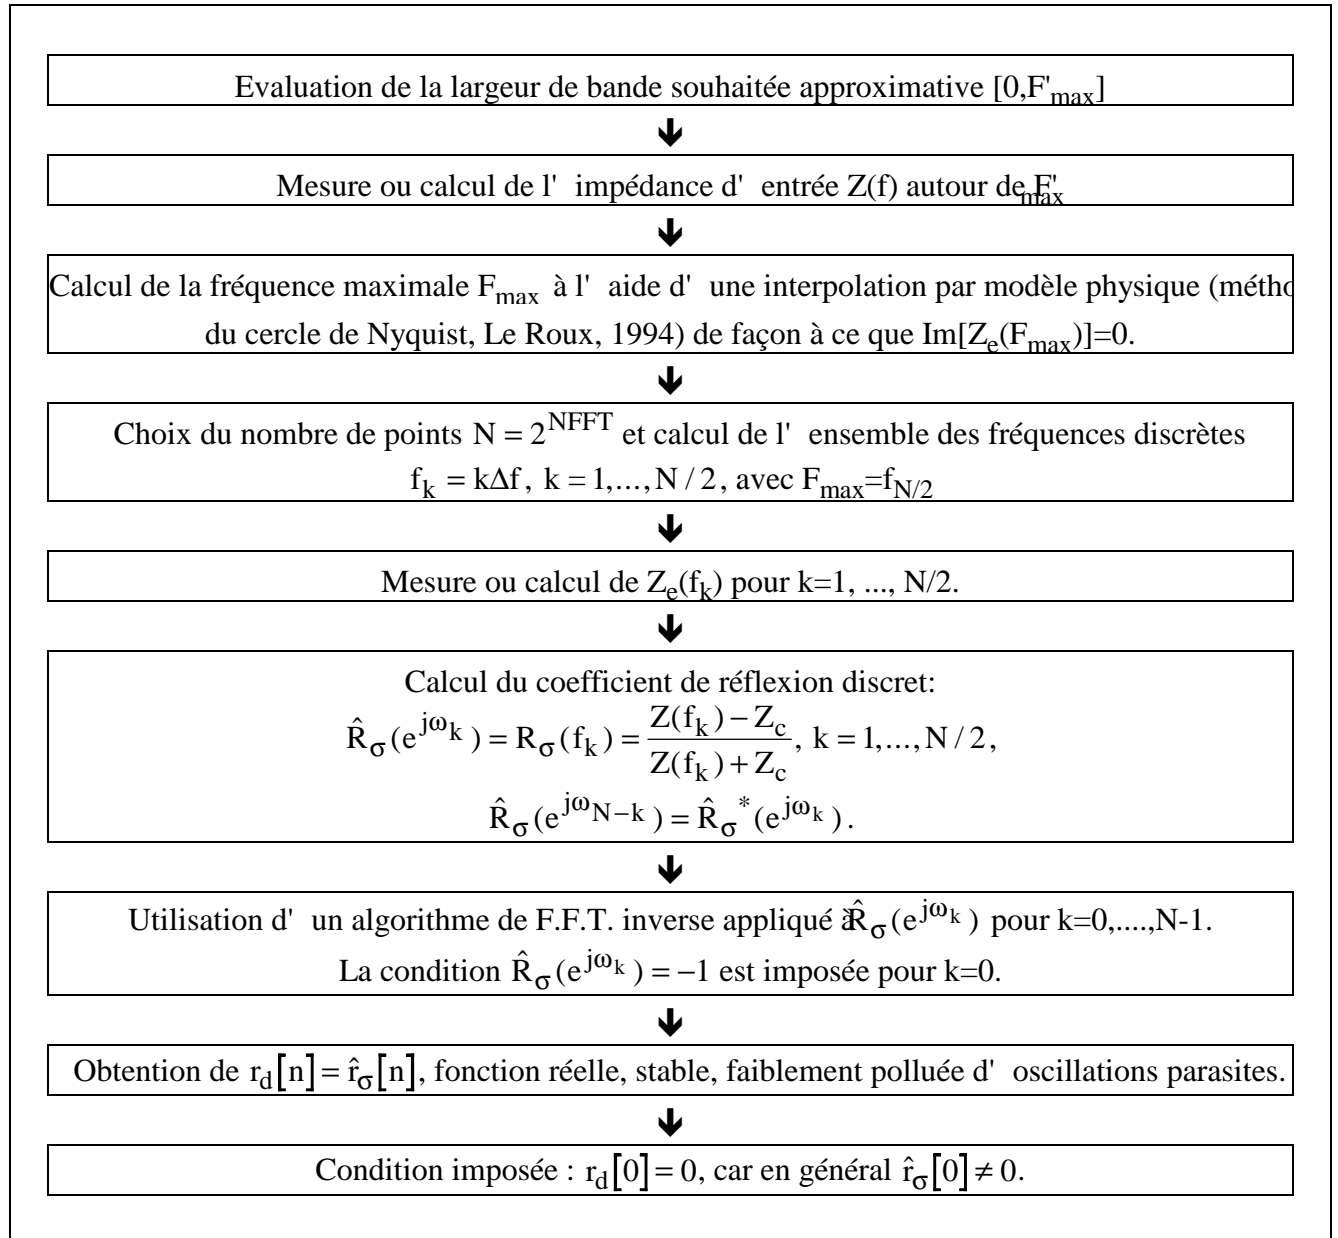 Evaluation de la largeur de bande souhaitée approximative [0,F'max]
Mesure ou calcul de l' impédance d' entrée Z(f) autour de F'max
Calcul de la fréquence maximale Fmax à l' aide d' une interpolation par modèle physique (métho
du cercle de Nyquist, Le Roux, 1994) de façon à ce que Im[Ze(Fmax)]=0.
Choix du nombre de points N = 2^NFFT et calcul de l' ensemble des fréquences discrètes
fk = kΔf, k = 1,...,N / 2, avec Fmax=fN/2
Mesure ou calcul de Ze(fk) pour k=1, ..., N/2.
Calcul du coefficient de réflexion discret:
R̂σ(e^jωk) = Rσ(fk) = (Z(fk) − Zc)/(Z(fk) + Zc), k = 1,...,N / 2,
R̂σ(e^jωN−k) = R̂σ*(e^jωk).
Utilisation d' un algorithme de F.F.T. inverse appliqué à R̂σ(e^jωk) pour k=0,....,N-1.
La condition R̂σ(e^jωk) = −1 est imposée pour k=0.
Obtention de rd[n] = r̂σ[n], fonction réelle, stable, faiblement polluée d' oscillations parasites.
Condition imposée : rd[0] = 0, car en général r̂σ[0] ≠ 0.